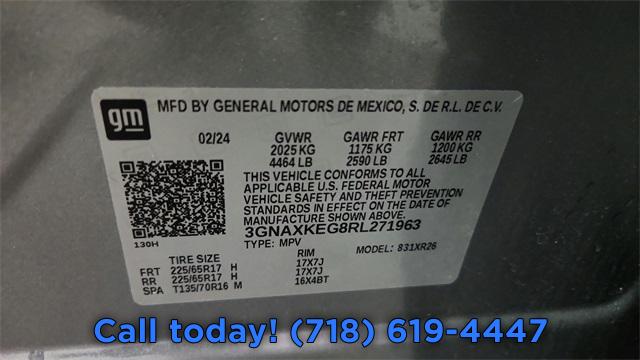 gm
MFD BY GENERAL MOTORS DE MEXICO, S. DE R.L. DE C.V.
02/24 GVWR GAWR FRT GAWR RR
2025 KG 1175 KG 1200 KG
4464 LB 2590 LB 2645 LB
THIS VEHICLE CONFORMS TO ALL
APPLICABLE U.S. FEDERAL MOTOR
VEHICLE SAFETY AND THEFT PREVENTION
STANDARDS IN EFFECT ON THE DATE OF
MANUFACTURE SHOWN ABOVE.
3GNAXKEG8RL271963
130H
TYPE: MPV MODEL: 831XR26
TIRE SIZE RIM
FRT 225/65R17 H 17X7J
RR 225/65R17 H 17X7J
SPA T135/70R16 M 16X4BT
Call today! (718) 619-4447